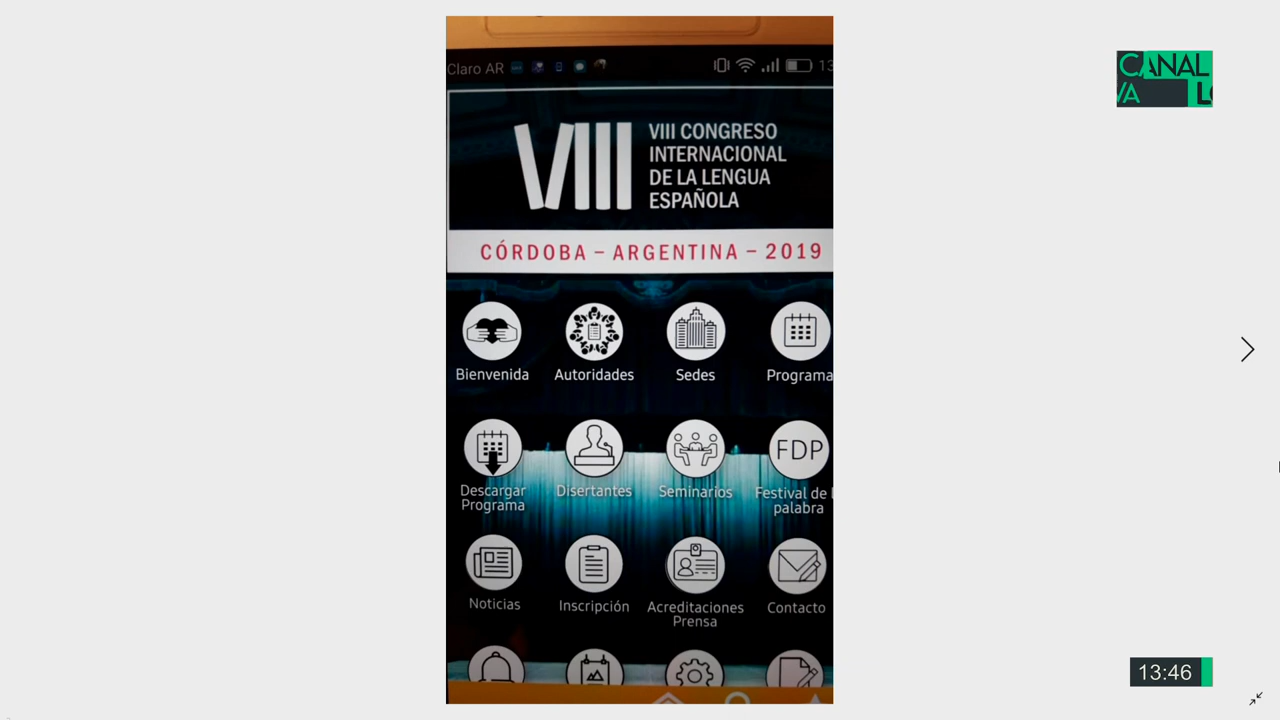 CANAL
Claro AR
13
VIII
VIII CONGRESO
INTERNACIONAL
DE LA LENGUA
ESPAÑOLA
CÓRDOBA – ARGENTINA – 2019
Bienvenida
Autoridades
Sedes
Programa
FDP
Descargar
Programa
Disertantes
Seminarios
Festival de l
palabra
Noticias
Inscripción
Acreditaciones
Prensa
Contacto
13:46